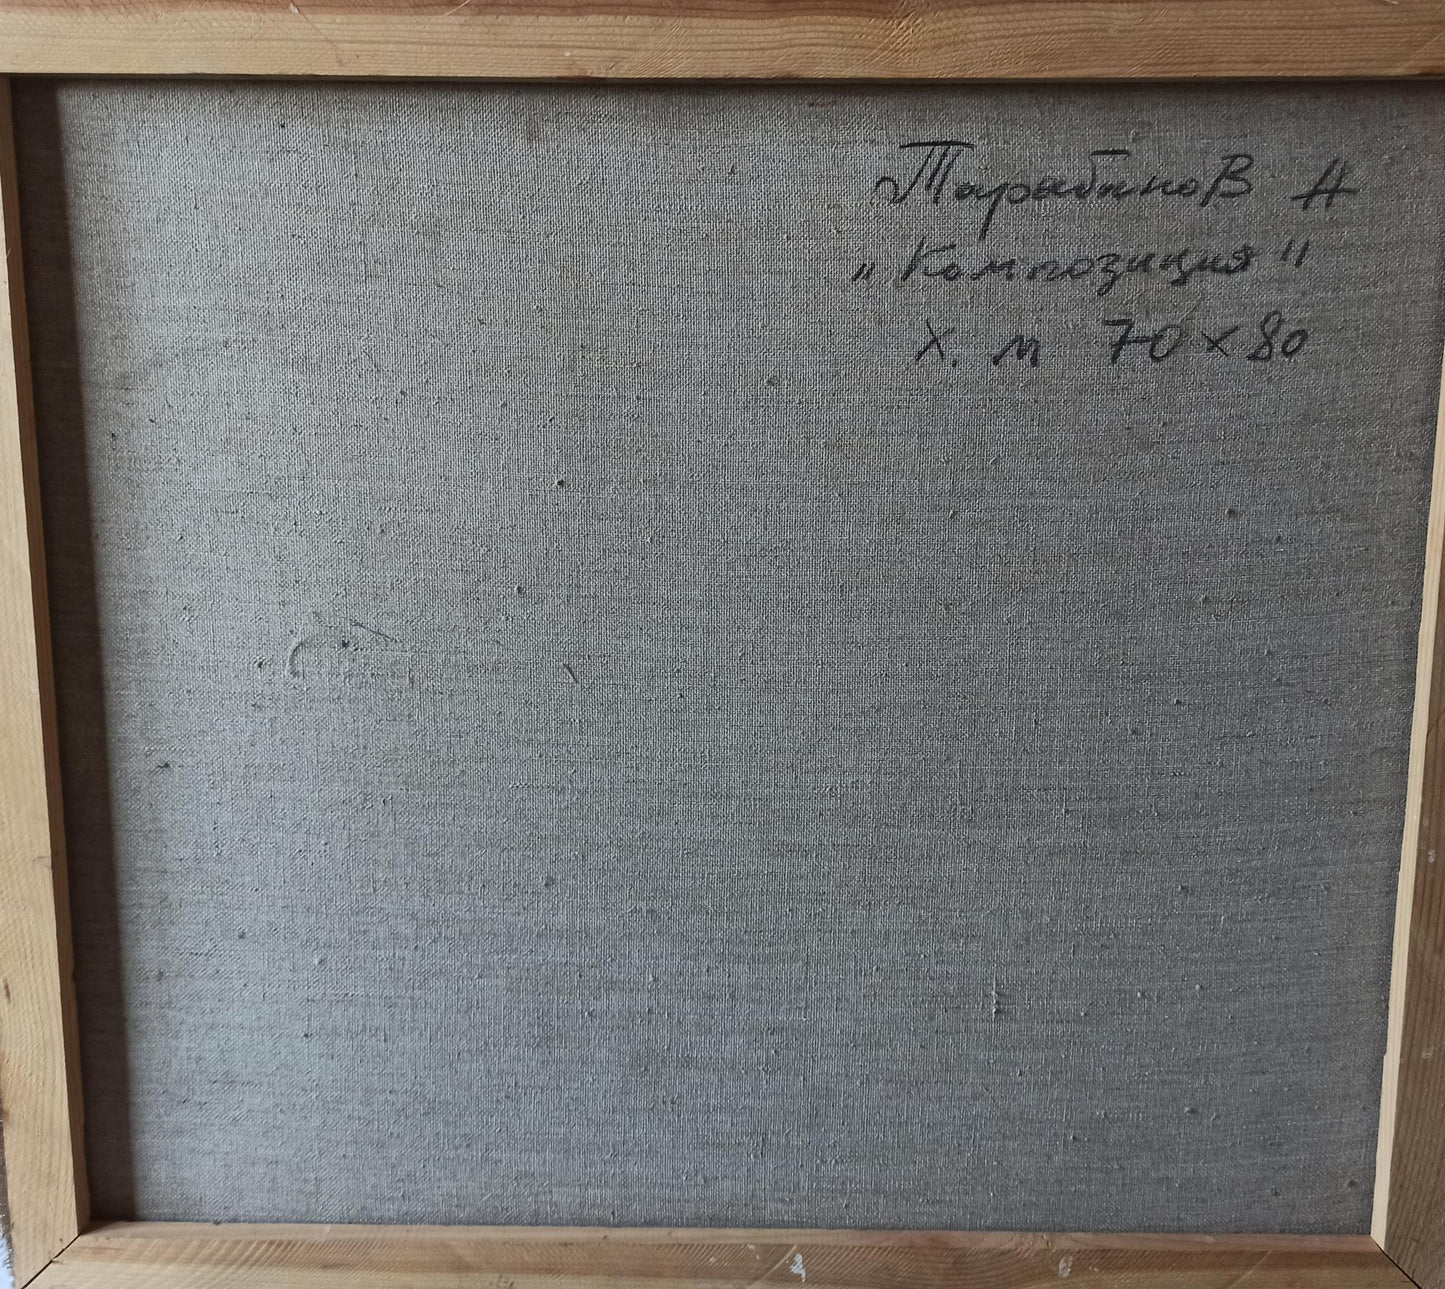 Тарабанов А
„Композиция"
Х. м 70×80